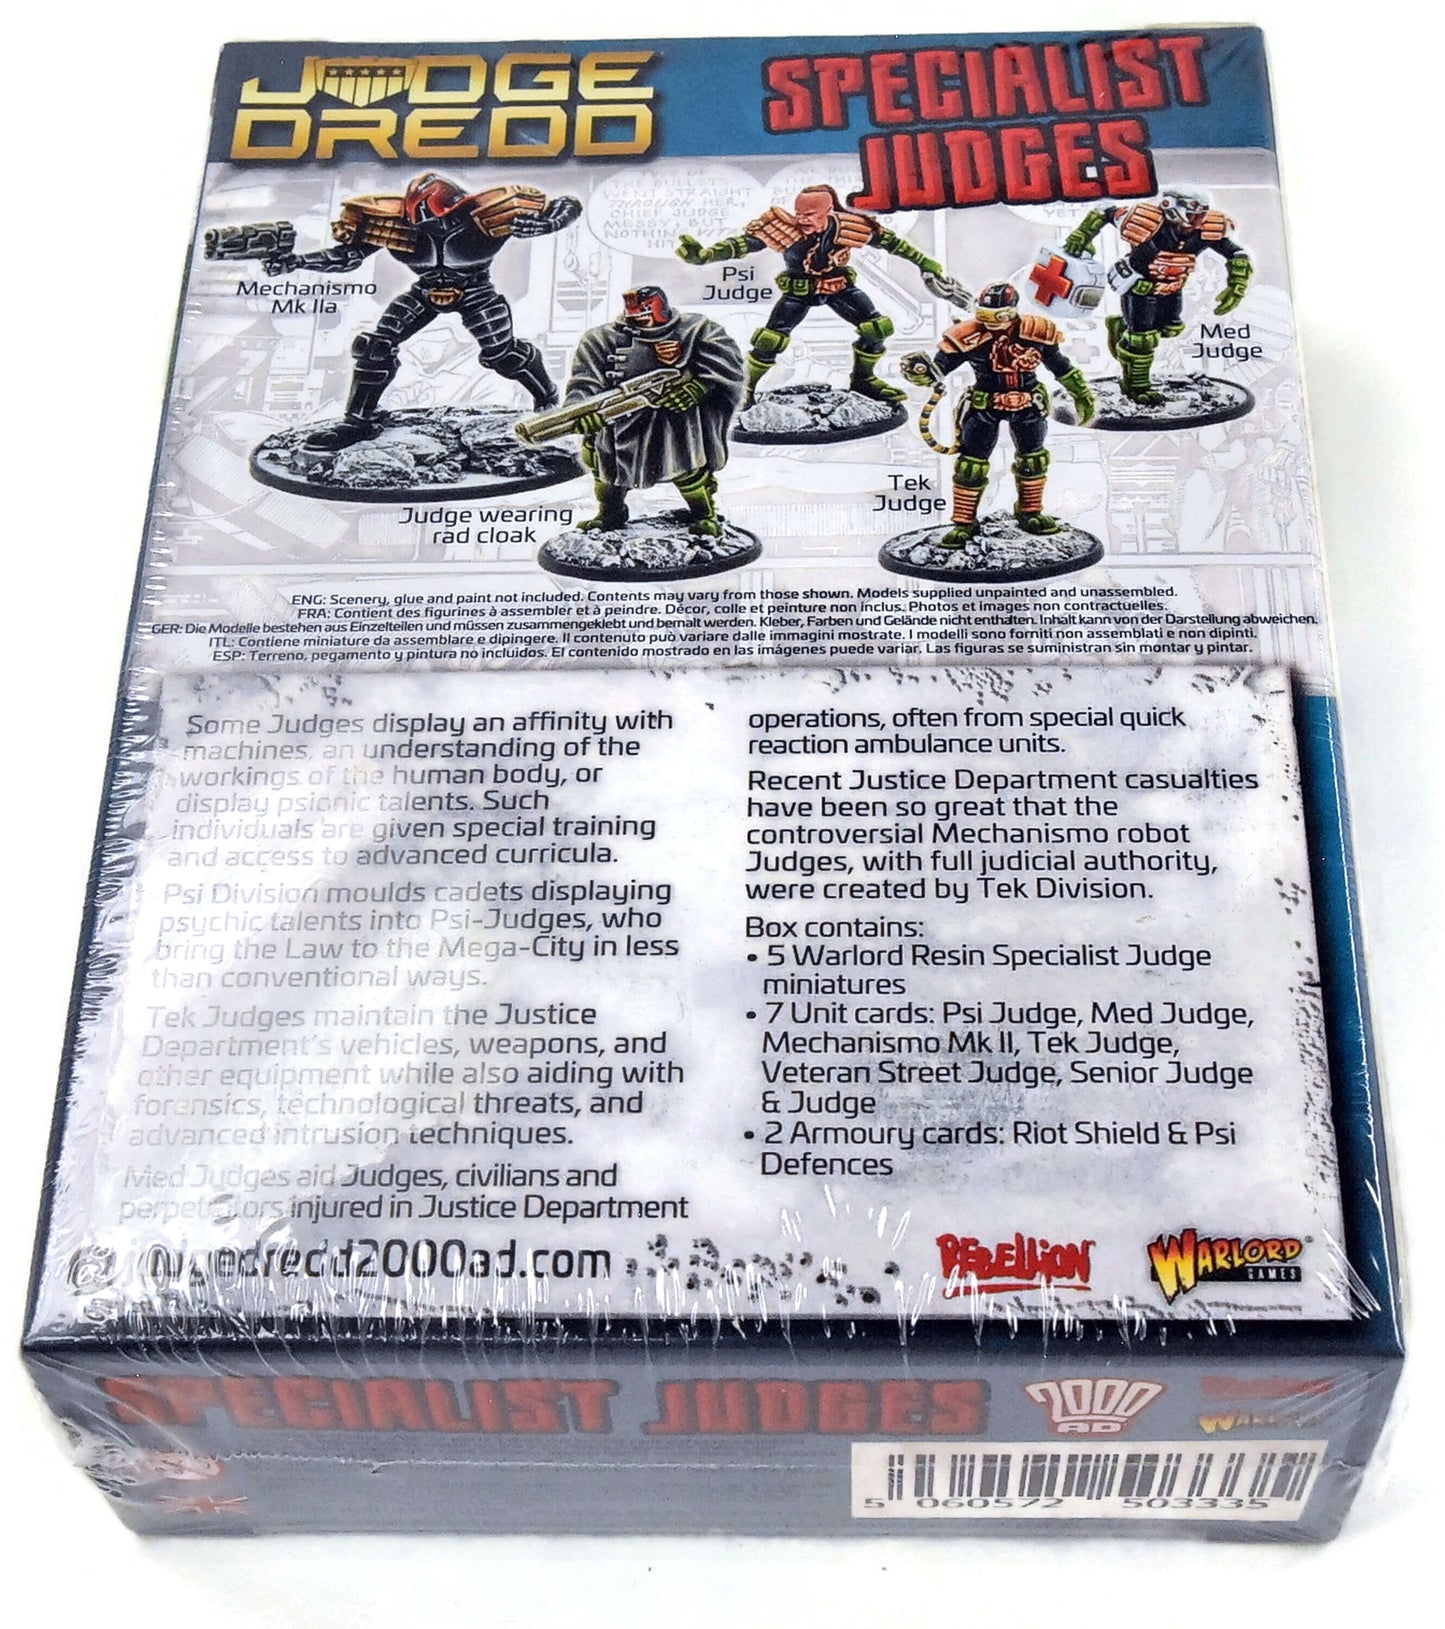 JUDGE
DREDD
SPECIALIST
JUDGES
Mechanismo
Mk IIa
Psi
Judge
Med
Judge
Judge wearing
rad cloak
Tek
Judge
ENG: Scenery, glue and paint not included. Contents may vary from those shown. Models supplied unpainted and unassembled.
FRA: Contient des figurines à assembler et à peindre. Décor, colle et peinture non inclus. Photos et images non contractuelles.
GER: Die Modelle bestehen aus Einzelteilen und müssen zusammengeklebt und bemalt werden. Kleber, Farben und Gelände nicht enthalten. Inhalt kann von der Darstellung abweichen.
ITL: Contiene miniature da assemblare e dipingere. Il contenuto può variare dalle immagini mostrate. I modelli sono forniti non assemblati e non dipinti.
ESP: Terreno, pegamento y pintura no incluidos. El contenido mostrado en las imágenes puede variar. Las figuras se suministran sin montar y pintar.
Some Judges display an affinity with
machines, an understanding of the
workings of the human body, or
display psionic talents. Such
individuals are given special training
and access to advanced curricula.
Psi Division moulds cadets displaying
psychic talents into Psi-Judges, who
bring the Law to the Mega-City in less
than conventional ways.
Tek Judges maintain the Justice
Department's vehicles, weapons, and
other equipment while also aiding with
forensics, technological threats, and
advanced intrusion techniques.
Med Judges aid Judges, civilians and
perpetrators injured in Justice Department
operations, often from special quick
reaction ambulance units.
Recent Justice Department casualties
have been so great that the
controversial Mechanismo robot
Judges, with full judicial authority,
were created by Tek Division.
Box contains:
• 5 Warlord Resin Specialist Judge
miniatures
• 7 Unit cards: Psi Judge, Med Judge,
Mechanismo Mk II, Tek Judge,
Veteran Street Judge, Senior Judge
& Judge
• 2 Armoury cards: Riot Shield & Psi
Defences
judgedredd2000ad.com
REBELLION
WARLORD
GAMES
SPECIALIST JUDGES
2000
AD
5 060572 503335